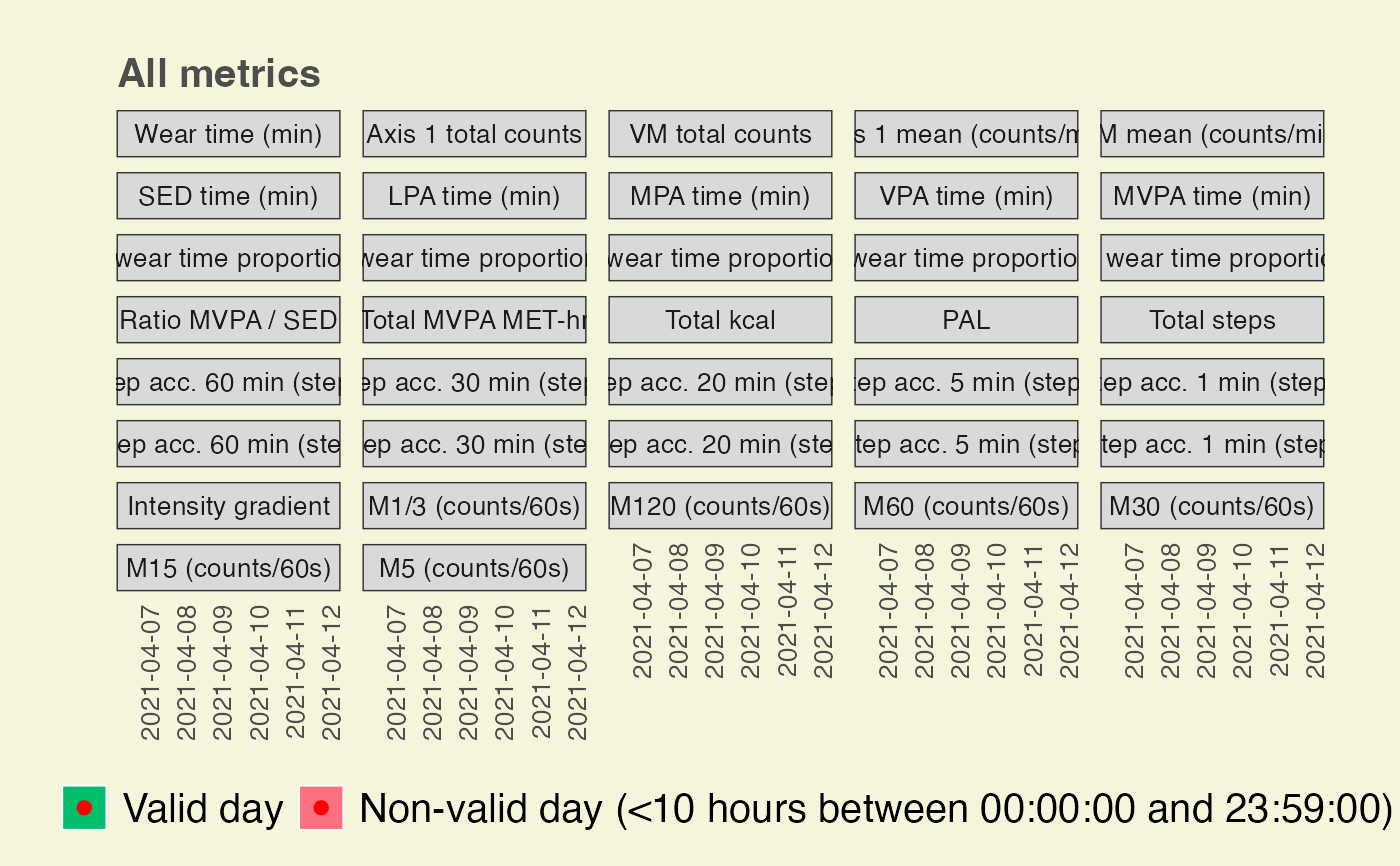 All metrics
Wear time (min) Axis 1 total counts VM total counts s 1 mean (counts/m M mean (counts/mi
SED time (min) LPA time (min) MPA time (min) VPA time (min) MVPA time (min)
wear time proportio wear time proportio wear time proportio wear time proportio wear time proportio
Ratio MVPA / SED Total MVPA MET-hr Total kcal PAL Total steps
ep acc. 60 min (step ep acc. 30 min (step ep acc. 20 min (step tep acc. 5 min (step tep acc. 1 min (step
ep acc. 60 min (ste ep acc. 30 min (ste ep acc. 20 min (ste tep acc. 5 min (step tep acc. 1 min (step
Intensity gradient M1/3 (counts/60s) M120 (counts/60s) M60 (counts/60s) M30 (counts/60s)
M15 (counts/60s) M5 (counts/60s)
2021-04-07 2021-04-08 2021-04-09 2021-04-10 2021-04-11 2021-04-12
2021-04-07 2021-04-08 2021-04-09 2021-04-10 2021-04-11 2021-04-12
2021-04-07 2021-04-08 2021-04-09 2021-04-10 2021-04-11 2021-04-12
2021-04-07 2021-04-08 2021-04-09 2021-04-10 2021-04-11 2021-04-12
2021-04-07 2021-04-08 2021-04-09 2021-04-10 2021-04-11 2021-04-12
Valid day Non-valid day (<10 hours between 00:00:00 and 23:59:00)